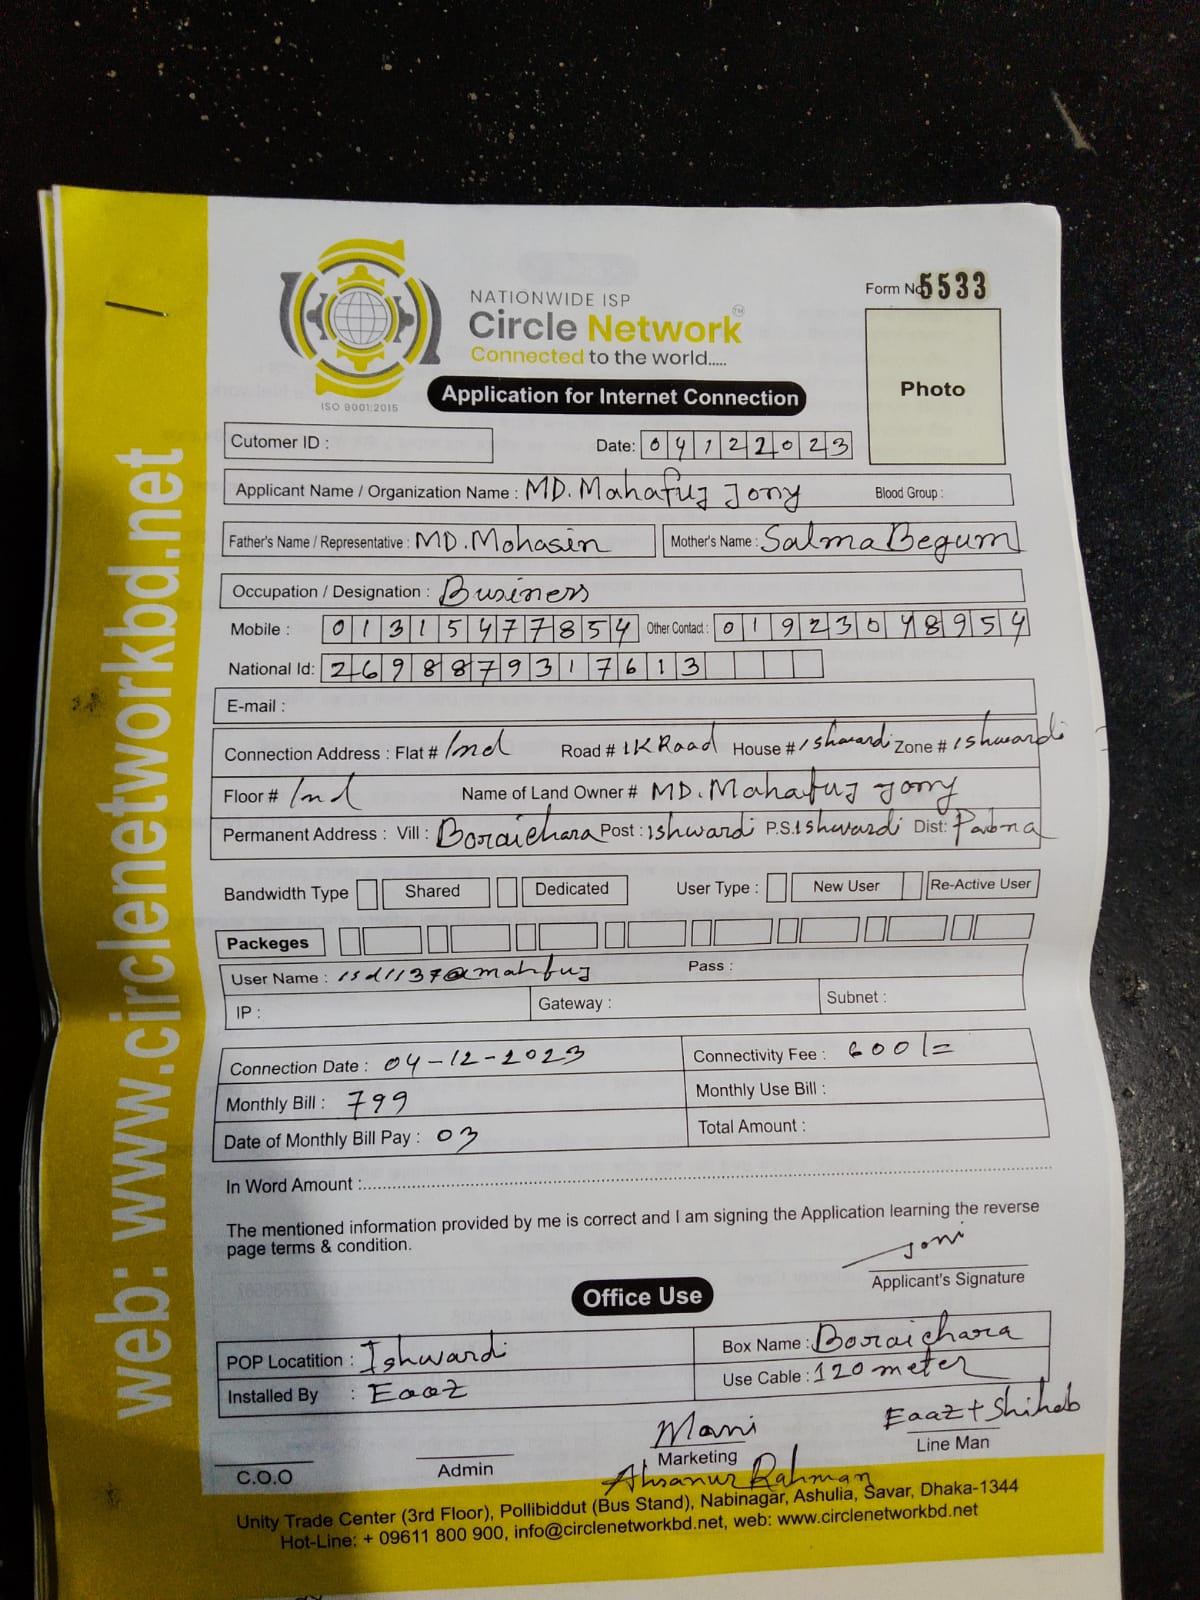 web: www.circlenetworkbd.net
NATIONWIDE ISP
Circle Network TM
Connected to the world.....
ISO 9001:2015
Form No 5533
Photo
Application for Internet Connection
Cutomer ID :
Date: 04122023
Applicant Name / Organization Name : MD. Mahafuj Jony Blood Group :
Father's Name / Representative : MD. Mohasin Mother's Name : Salma Begum
Occupation / Designation : Business
Mobile : 01315477854 Other Contact : 01923048954
National Id: 2698879317613
E-mail :
Connection Address : Flat # Ind Road # IK Road House # Ishwardi Zone # Ishwardi
Floor # Ind Name of Land Owner # MD. Mahafuj Jony
Permanent Address : Vill : Boraichara Post : Ishwardi P.S. Ishwardi Dist: Pabna
Bandwidth Type Shared Dedicated User Type : New User Re-Active User
Packeges
User Name : isd1137@mahfuj Pass :
IP : Gateway : Subnet :
Connection Date : 04-12-2023 Connectivity Fee : 600/=
Monthly Bill : 799 Monthly Use Bill :
Date of Monthly Bill Pay : 03 Total Amount :
In Word Amount :
The mentioned information provided by me is correct and I am signing the Application learning the reverse
page terms & condition.
Joni
Applicant's Signature
Office Use
POP Locatition : Ishwardi Box Name : Boraichara
Installed By : Eaaz Use Cable : 120 meter
Mani Eaaz + Shihab
C.O.O Admin Marketing Line Man
Ahsanur Rahman
Unity Trade Center (3rd Floor), Pollibiddut (Bus Stand), Nabinagar, Ashulia, Savar, Dhaka-1344
Hot-Line: + 09611 800 900, info@circlenetworkbd.net, web: www.circlenetworkbd.net